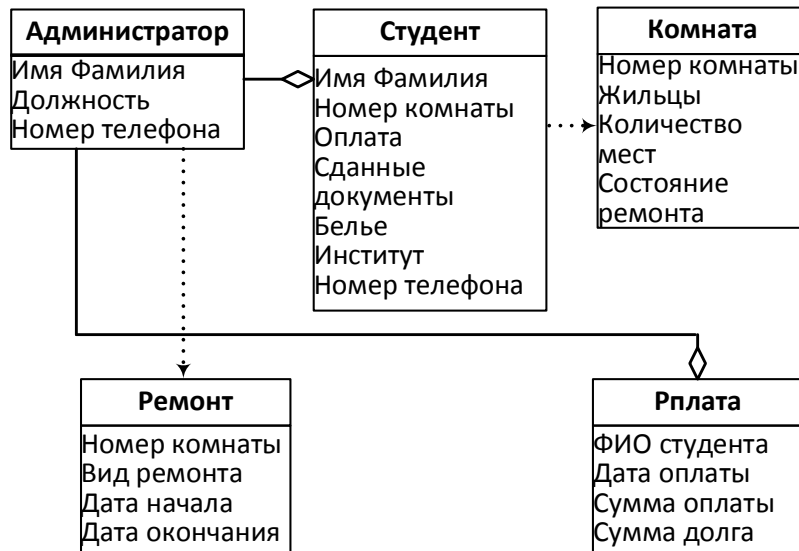 Администратор
Имя Фамилия
Должность
Номер телефона
Студент
Имя Фамилия
Номер комнаты
Оплата
Сданные
документы
Белье
Институт
Номер телефона
Комната
Номер комнаты
Жильцы
Количество
мест
Состояние
ремонта
Ремонт
Номер комнаты
Вид ремонта
Дата начала
Дата окончания
Рплата
ФИО студента
Дата оплаты
Сумма оплаты
Сумма долга